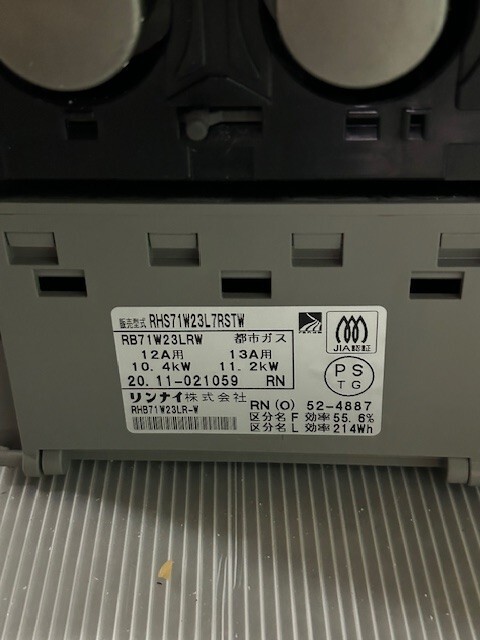 販売型式 RHS71W23L7RSTW
RB71W23LRW 都市ガス
12A用 13A用
10.4kW 11.2kW
20.11-021059 RN
JIA認証
PS
TG
リンナイ株式会社
RHB71W23LR-W
RN(O) 52-4887
区分名 F 効率 55.6%
区分名 L 効率 214Wh